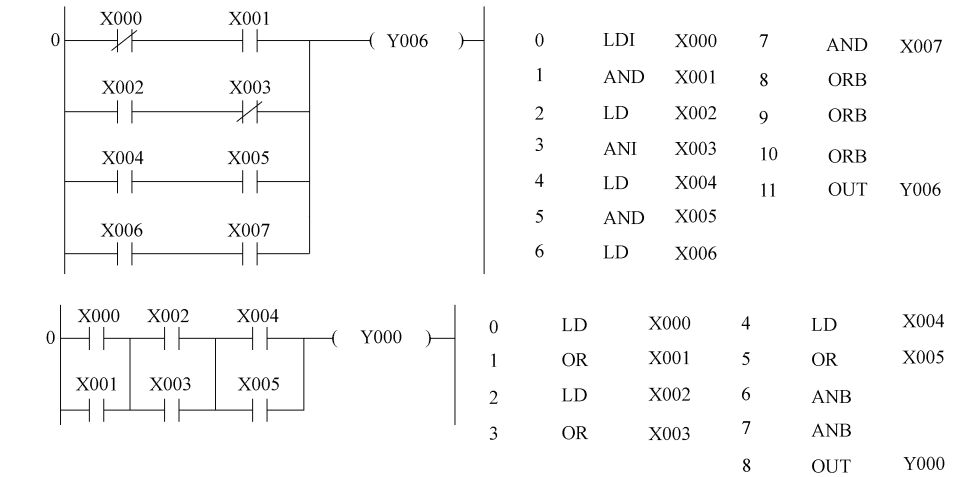 X000 X001
0 ( Y006 )
X002 X003
X004 X005
X006 X007
0 LDI X000
1 AND X001
2 LD X002
3 ANI X003
4 LD X004
5 AND X005
6 LD X006
7 AND X007
8 ORB
9 ORB
10 ORB
11 OUT Y006
X000 X002 X004
0 ( Y000 )
X001 X003 X005
0 LD X000
1 OR X001
2 LD X002
3 OR X003
4 LD X004
5 OR X005
6 ANB
7 ANB
8 OUT Y000